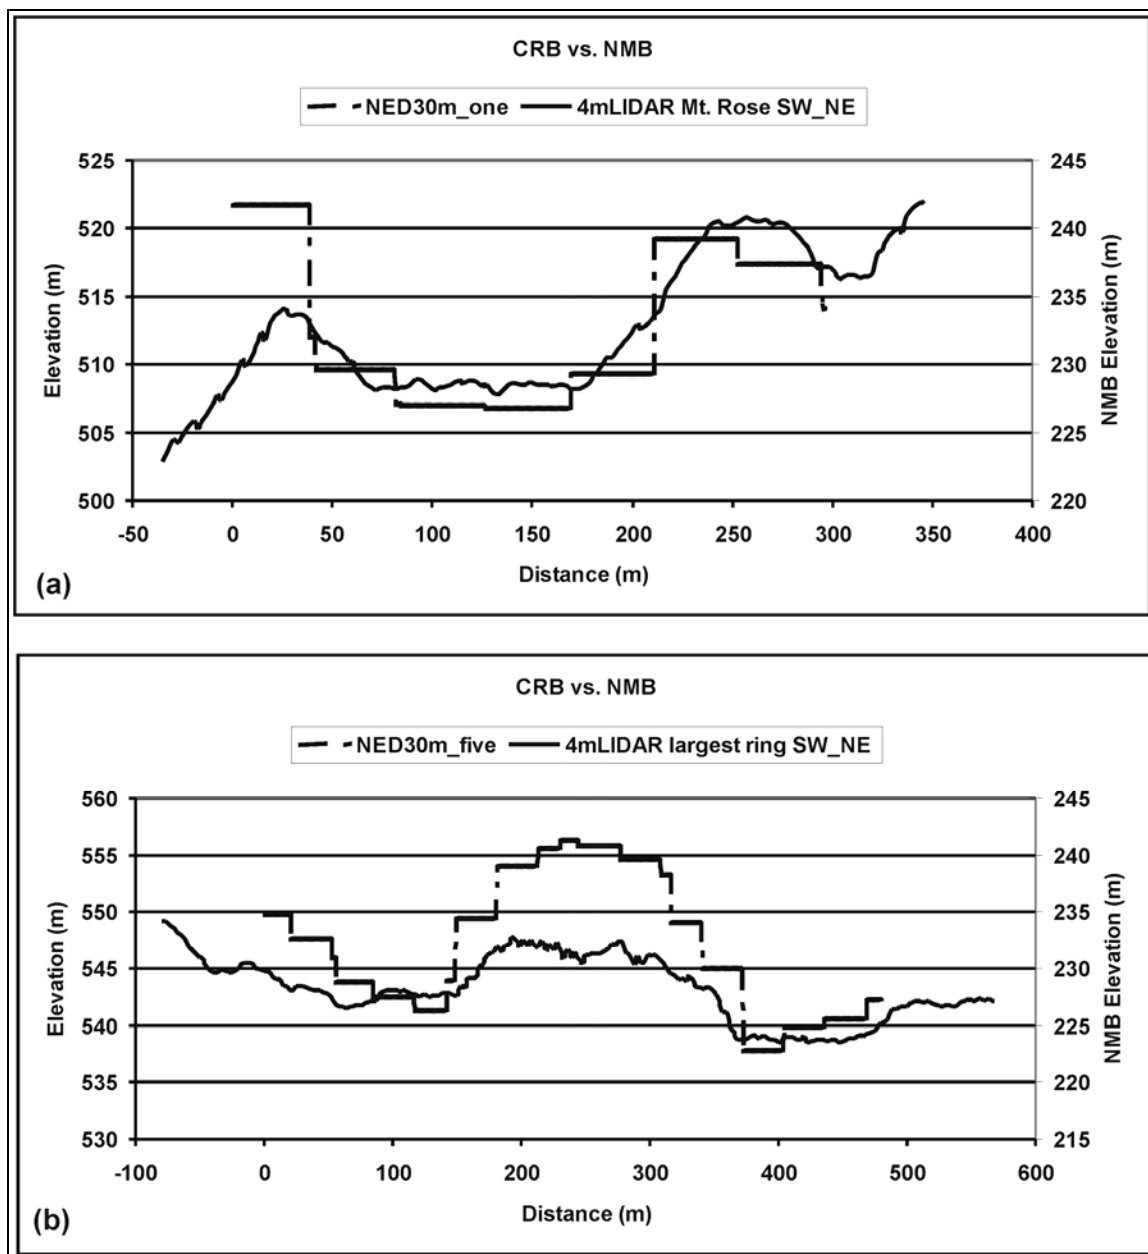 CRB vs. NMB
NED30m_one 4mLIDAR Mt. Rose SW_NE
525
520
515
510
505
500
Elevation (m)
245
240
235
230
225
220
NMB Elevation (m)
-50 0 50 100 150 200 250 300 350 400
Distance (m)
(a)
CRB vs. NMB
NED30m_five 4mLIDAR largest ring SW_NE
560
555
550
545
540
535
530
Elevation (m)
245
240
235
230
225
220
215
NMB Elevation (m)
-100 0 100 200 300 400 500 600
Distance (m)
(b)